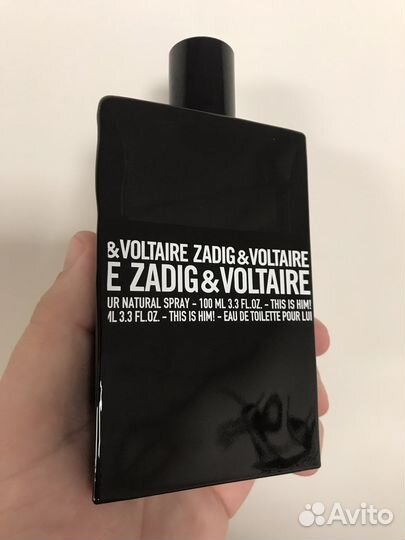 &VOLTAIRE ZADIG&VOLTAIRE
E ZADIG&VOLTAIRE
UR NATURAL SPRAY - 100 ML 3.3 FL.OZ. - THIS IS HIM!
ML 3.3 FL.OZ. - THIS IS HIM! - EAU DE TOILETTE POUR LUI
Avito